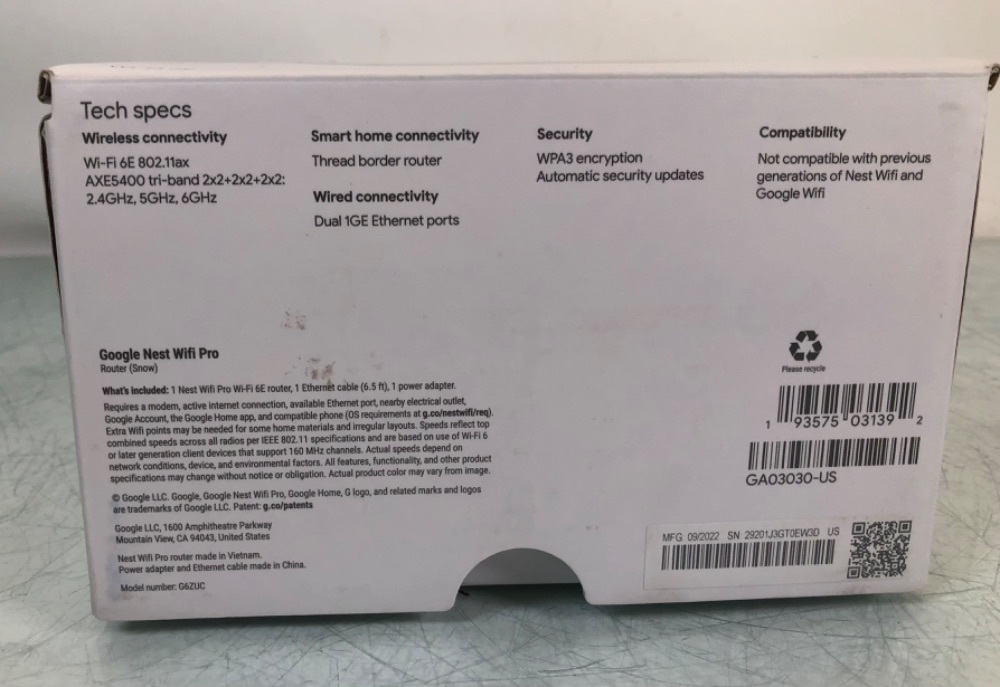 Tech specs
Wireless connectivity
Wi-Fi 6E 802.11ax
AXE5400 tri-band 2x2+2x2+2x2:
2.4GHz, 5GHz, 6GHz
Smart home connectivity
Thread border router
Wired connectivity
Dual 1GE Ethernet ports
Security
WPA3 encryption
Automatic security updates
Compatibility
Not compatible with previous
generations of Nest Wifi and
Google Wifi
Google Nest Wifi Pro
Router (Snow)
What's included: 1 Nest Wifi Pro Wi-Fi 6E router, 1 Ethernet cable (6.5 ft), 1 power adapter.
Requires a modem, active internet connection, available Ethernet port, nearby electrical outlet,
Google Account, the Google Home app, and compatible phone (OS requirements at g.co/nestwifi/req).
Extra Wifi points may be needed for some home materials and irregular layouts. Speeds reflect top
combined speeds across all radios per IEEE 802.11 specifications and are based on use of Wi-Fi 6
or later generation client devices that support 160 MHz channels. Actual speeds depend on
network conditions, device, and environmental factors. All features, functionality, and other product
specifications may change without notice or obligation. Actual product color may vary from image.
© Google LLC. Google, Google Nest Wifi Pro, Google Home, G logo, and related marks and logos
are trademarks of Google LLC. Patent: g.co/patents
Google LLC, 1600 Amphitheatre Parkway
Mountain View, CA 94043, United States
Nest Wifi Pro router made in Vietnam.
Power adapter and Ethernet cable made in China.
Model number: G6ZUC
Please recycle
1 93575 03139 2
GA03030-US
MFG 09/2022 SN 29201J3GT0EW3D US